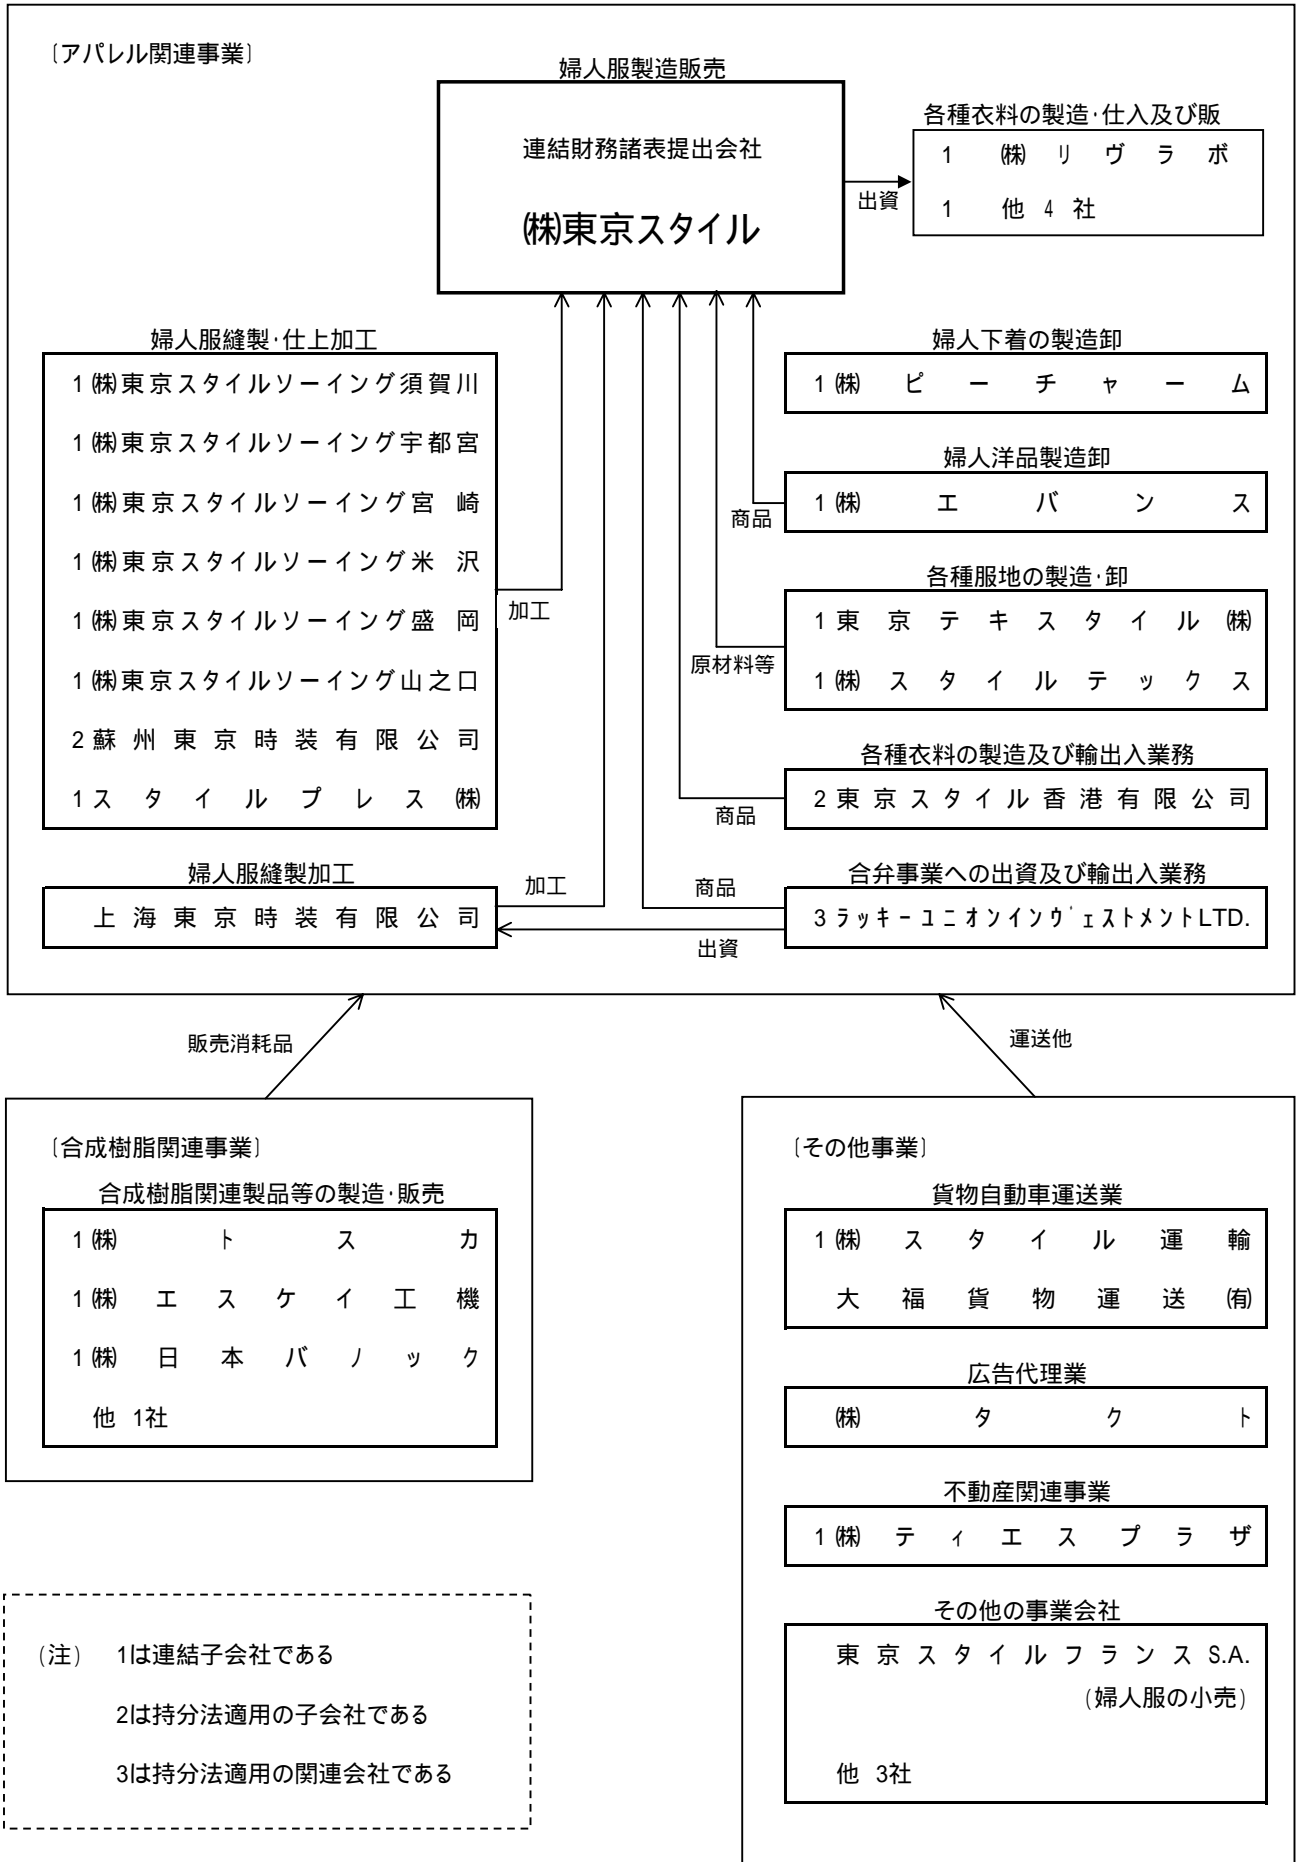 〔アパレル関連事業〕
婦人服製造販売
連結財務諸表提出会社
㈱東京スタイル
各種衣料の製造・仕入及び販
1 ㈱リヴラボ
1 他4社
出資
婦人服縫製・仕上加工
1㈱東京スタイルソーイング須賀川
1㈱東京スタイルソーイング宇都宮
1㈱東京スタイルソーイング宮崎
1㈱東京スタイルソーイング米沢
1㈱東京スタイルソーイング盛岡
1㈱東京スタイルソーイング山之口
2蘇州東京時装有限公司
1スタイルプレス㈱
加工
婦人服縫製加工
上海東京時装有限公司
加工
婦人下着の製造卸
1㈱ピーチャーム
婦人洋品製造卸
1㈱エバンス
商品
各種服地の製造・卸
1東京テキスタイル㈱
1㈱スタイルテックス
原材料等
各種衣料の製造及び輸出入業務
2東京スタイル香港有限公司
商品
合弁事業への出資及び輸出入業務
3ラッキーユニオンインヴェストメントLTD.
商品
出資
販売消耗品
運送他
〔合成樹脂関連事業〕
合成樹脂関連製品等の製造・販売
1㈱トスカ
1㈱エスケイ工機
1㈱日本バノック
他 1社
〔その他事業〕
貨物自動車運送業
1㈱スタイル運輸
大福貨物運送㈲
広告代理業
㈱タクト
不動産関連事業
1㈱ティエスプラザ
その他の事業会社
東京スタイルフランスS.A.
(婦人服の小売)
他 3社
(注) 1は連結子会社である
2は持分法適用の子会社である
3は持分法適用の関連会社である